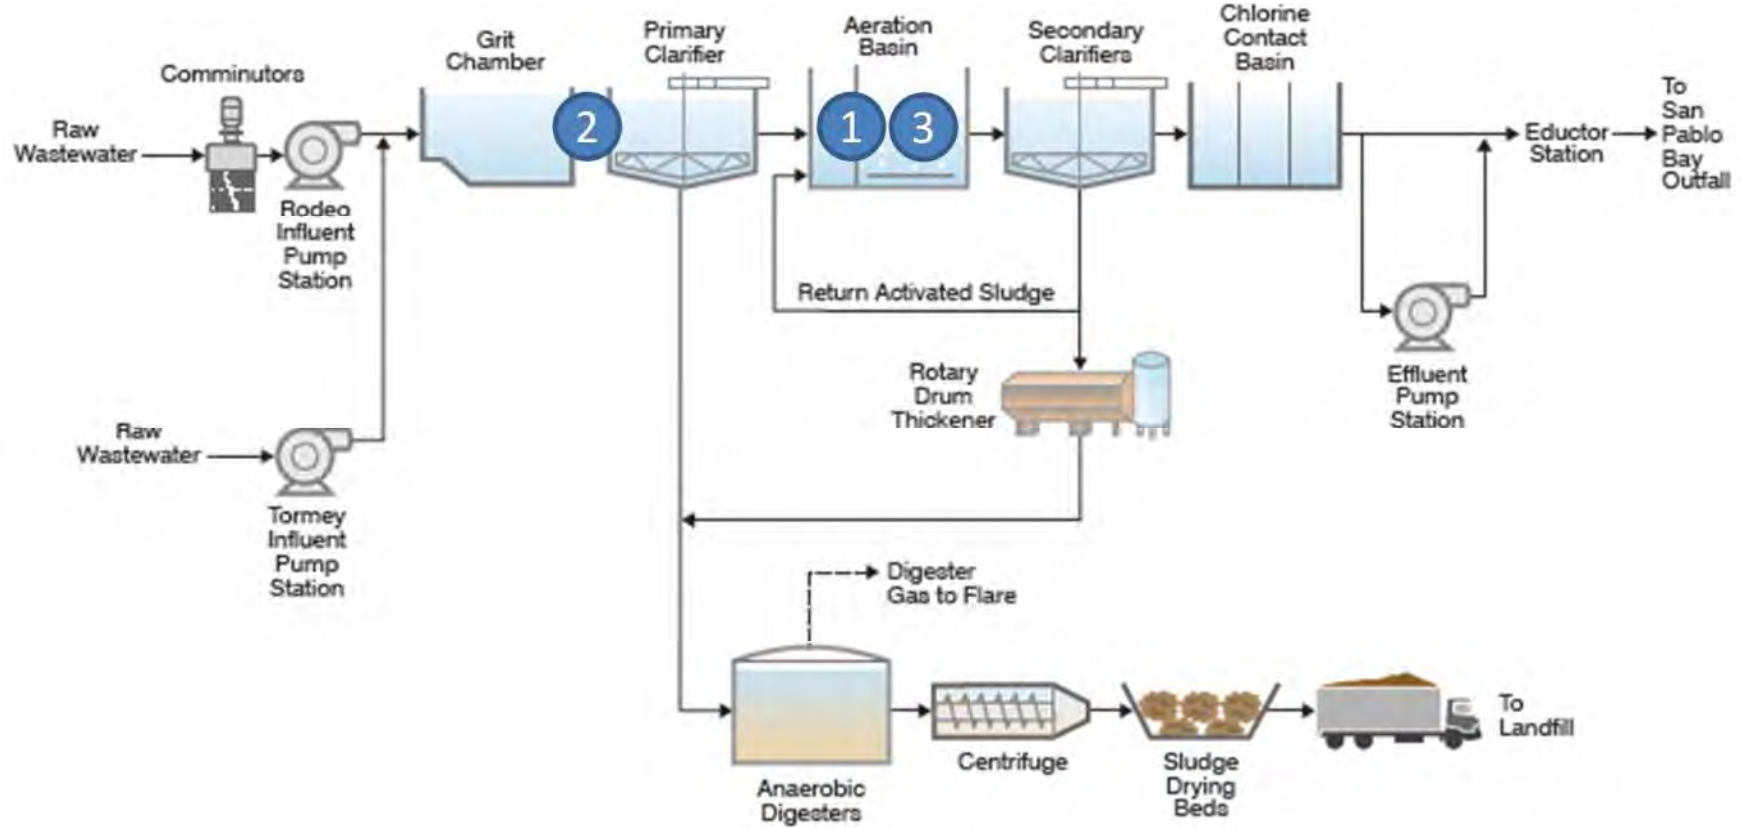 Comminutors
Raw
Wastewater
Rodeo
Influent
Pump
Station
Grit
Chamber
2
Primary
Clarifier
Aeration
Basin
1
3
Secondary
Clarifiers
Chlorine
Contact
Basin
Eductor
Station
To
San
Pablo
Bay
Outfall
Return Activated Sludge
Rotary
Drum
Thickener
Effluent
Pump
Station
Raw
Wastewater
Tormey
Influent
Pump
Station
Digester
Gas to Flare
Anaerobic
Digesters
Centrifuge
Sludge
Drying
Beds
To
Landfill